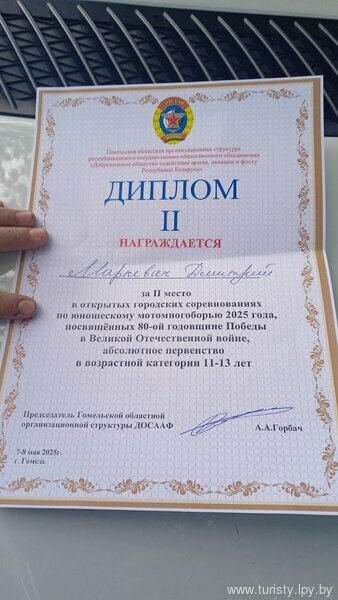 ДОСААФ
Гомельская областная организационная структура
республиканского государственно-общественного объединения
«Добровольное общество содействия армии, авиации и флоту
Республики Беларусь»
ДИПЛОМ
II
НАГРАЖДАЕТСЯ
Маркевич Дмитрий
за II место
в открытых городских соревнованиях
по юношескому мотомногоборью 2025 года,
посвящённых 80-ой годовщине Победы
в Великой Отечественной войне,
абсолютное первенство
в возрастной категории 11-13 лет
Председатель Гомельской областной
организационной структуры ДОСААФ
А.А.Горбач
7-8 мая 2025г.
г. Гомель
www.turisty.lpy.by